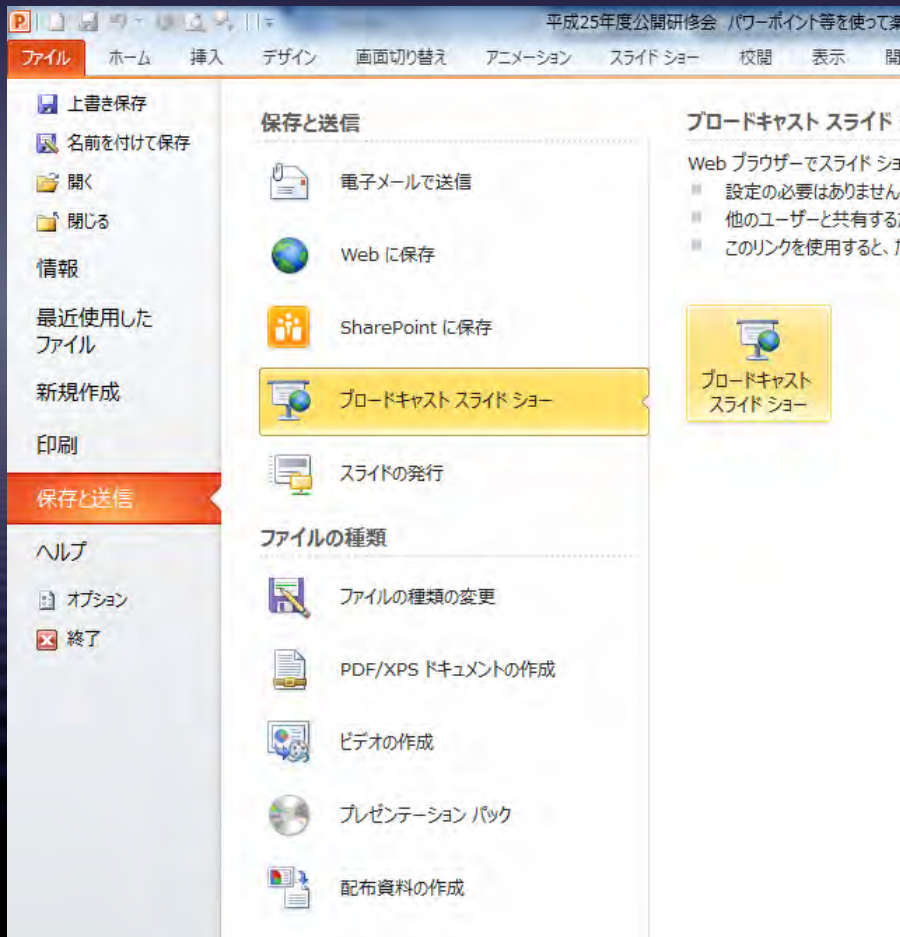 平成25年度公開研修会 パワーポイント等を使って楽
ファイル ホーム 挿入 デザイン 画面切り替え アニメーション スライド ショー 校閲 表示 開
上書き保存
名前を付けて保存
開く
閉じる
情報
最近使用した
ファイル
新規作成
印刷
保存と送信
ヘルプ
オプション
終了
保存と送信
電子メールで送信
Web に保存
SharePoint に保存
ブロードキャスト スライド ショー
スライドの発行
ファイルの種類
ファイルの種類の変更
PDF/XPS ドキュメントの作成
ビデオの作成
プレゼンテーション パック
配布資料の作成
ブロードキャスト スライド
Web ブラウザーでスライド ショ
設定の必要はありません
他のユーザーと共有する
このリンクを使用すると、
ブロードキャスト
スライド ショー